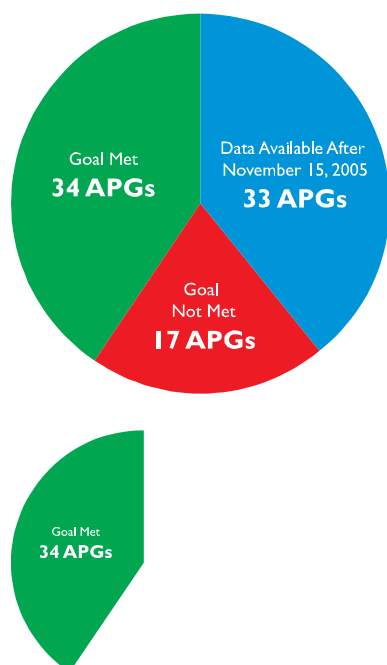 Goal Met
34 APGs
Data Available After
November 15, 2005
33 APGs
Goal
Not Met
17 APGs
Goal Met
34 APGs